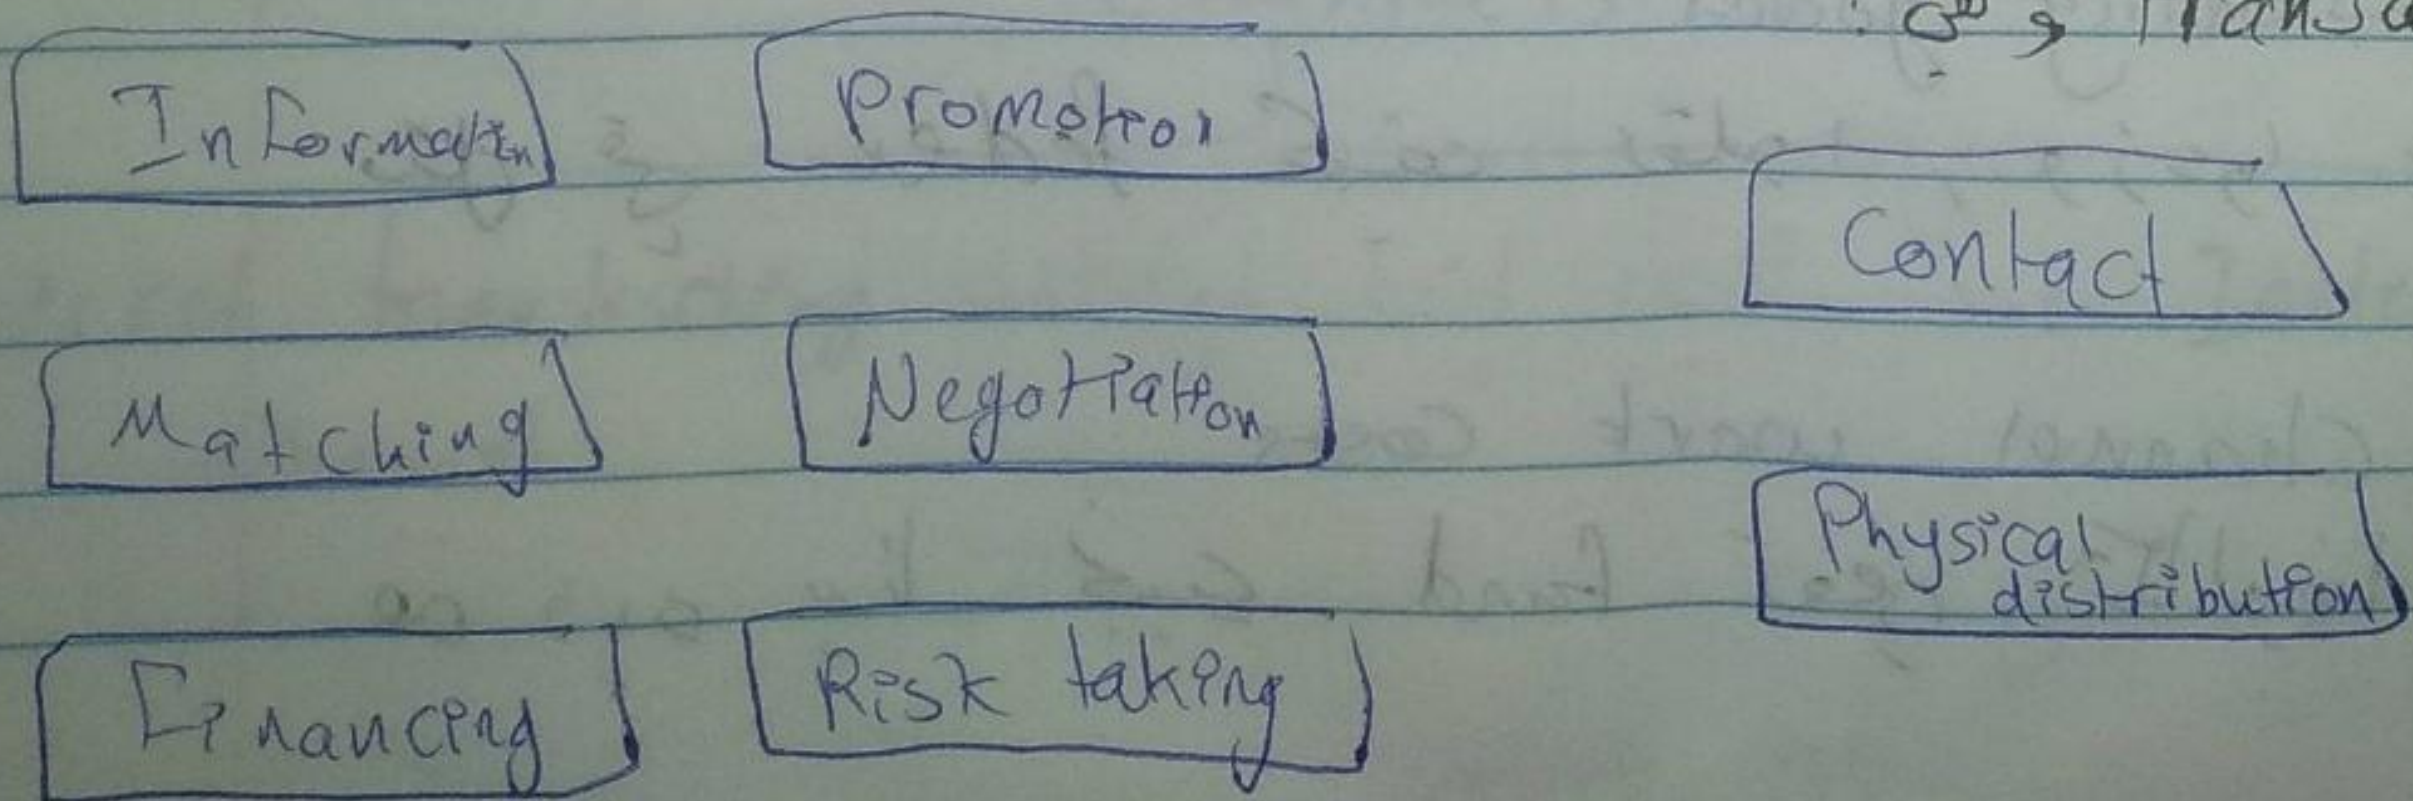 Information
Promotion
Contact
Matching
Negotiation
Physical
distribution
Financing
Risk taking